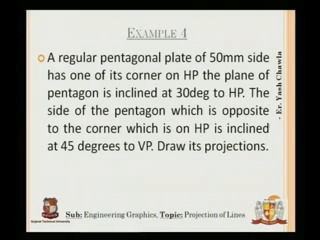 EXAMPLE 4
A regular pentagonal plate of 50mm side
has one of its corner on HP the plane of
pentagon is inclined at 30deg to HP. The
side of the pentagon which is opposite
to the corner which is on HP is inclined
at 45 degrees to VP. Draw its projections.
- Er. Yash Chawla
Sub: Engineering Graphics, Topic: Projection of Lines
Gujarat Technological University